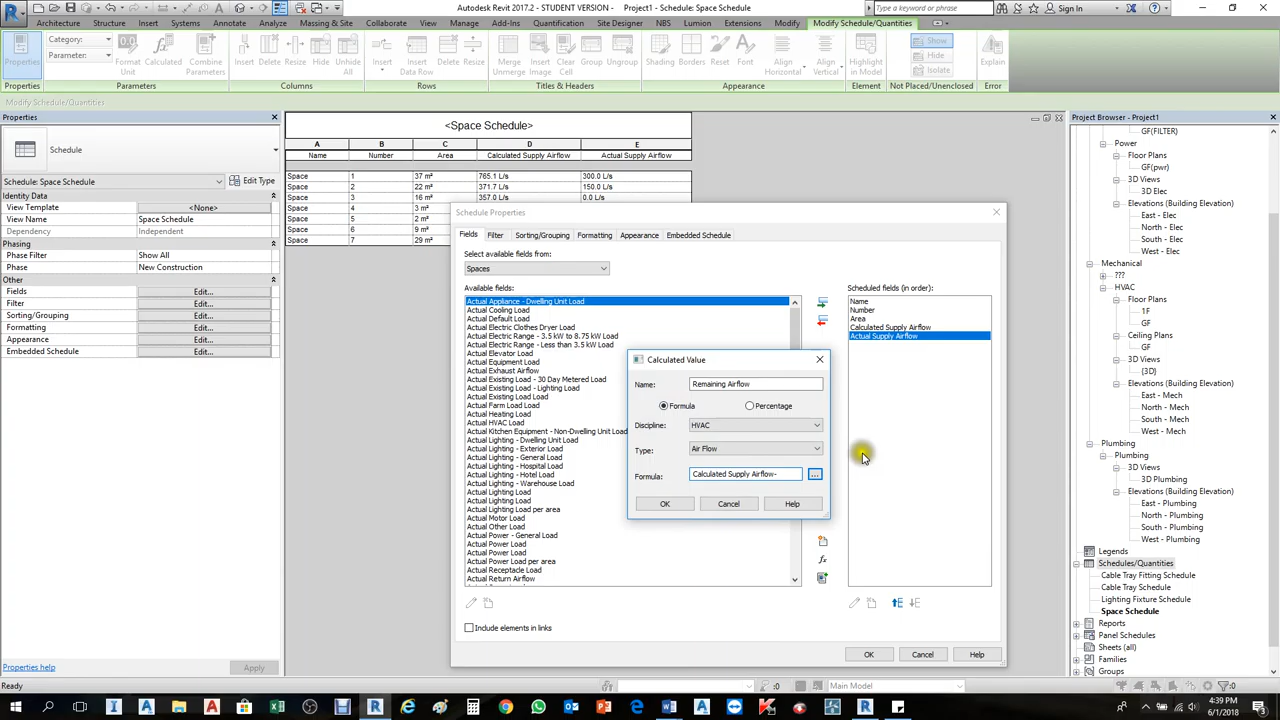 Autodesk Revit 2017.2 - STUDENT VERSION - Project1 - Schedule: Space Schedule
Type a keyword or phrase
Sign In
Architecture Structure Insert Systems Annotate Analyze Massing & Site Collaborate View Manage Add-Ins Quantification Site Designer NBS Lumion Extensions Modify Modify Schedule/Quantities
Properties
Category:
Parameter:
Format Unit
Calculated
Combine Parameters
Insert
Delete
Resize
Hide
Unhide All
Insert
Insert Data Row
Delete
Resize
Merge Unmerge
Insert Image
Clear Cell
Group
Ungroup
Shading
Borders
Reset
Font
Align Horizontal
Align Vertical
Highlight in Model
Show
Hide
Isolate
Explain
Properties Parameters Columns Rows Titles & Headers Appearance Element Not Placed/Unenclosed Error
Modify Schedule/Quantities
Properties
Schedule
Schedule: Space Schedule
Edit Type
Identity Data
View Template <None>
View Name Space Schedule
Dependency Independent
Phasing
Phase Filter Show All
Phase New Construction
Other
Fields Edit...
Filter Edit...
Sorting/Grouping Edit...
Formatting Edit...
Appearance Edit...
Embedded Schedule Edit...
Properties help
Apply
<Space Schedule>
A B C D E
Name Number Area Calculated Supply Airflow Actual Supply Airflow
Space 1 37 m² 765.1 L/s 300.0 L/s
Space 2 22 m² 371.7 L/s 150.0 L/s
Space 3 16 m² 357.0 L/s 0.0 L/s
Space 4 3 m²
Space 5 2 m²
Space 6 9 m²
Space 7 29 m²
Schedule Properties
Fields Filter Sorting/Grouping Formatting Appearance Embedded Schedule
Select available fields from:
Spaces
Available fields:
Actual Appliance - Dwelling Unit Load
Actual Cooling Load
Actual Default Load
Actual Electric Clothes Dryer Load
Actual Electric Range - 3.5 kW to 8.75 kW Load
Actual Electric Range - Less than 3.5 kW Load
Actual Elevator Load
Actual Equipment Load
Actual Exhaust Airflow
Actual Existing Load - 30 Day Metered Load
Actual Existing Load - Lighting Load
Actual Existing Load Load
Actual Farm Load Load
Actual Heating Load
Actual HVAC Load
Actual Kitchen Equipment - Non-Dwelling Unit Load
Actual Lighting - Dwelling Unit Load
Actual Lighting - Exterior Load
Actual Lighting - General Load
Actual Lighting - Hospital Load
Actual Lighting - Hotel Load
Actual Lighting - Warehouse Load
Actual Lighting Load
Actual Lighting Load
Actual Lighting Load per area
Actual Motor Load
Actual Other Load
Actual Power - General Load
Actual Power Load
Actual Power Load
Actual Power Load per area
Actual Receptacle Load
Actual Return Airflow
Scheduled fields (in order):
Name
Number
Area
Calculated Supply Airflow
Actual Supply Airflow
fx
Include elements in links
OK Cancel Help
Calculated Value
Name: Remaining Airflow
Formula Percentage
Discipline: HVAC
Type: Air Flow
Formula: Calculated Supply Airflow- ...
OK Cancel Help
Project Browser - Project1
GF(FILTER)
Power
Floor Plans
GF(pwr)
3D Views
3D Elec
Elevations (Building Elevation)
East - Elec
North - Elec
South - Elec
West - Elec
Mechanical
???
HVAC
Floor Plans
1F
GF
Ceiling Plans
GF
3D Views
{3D}
Elevations (Building Elevation)
East - Mech
North - Mech
South - Mech
West - Mech
Plumbing
Plumbing
3D Views
3D Plumbing
Elevations (Building Elevation)
East - Plumbing
North - Plumbing
South - Plumbing
West - Plumbing
Legends
Schedules/Quantities
Cable Tray Fitting Schedule
Cable Tray Schedule
Lighting Fixture Schedule
Space Schedule
Reports
Panel Schedules
Sheets (all)
Families
Groups
Ready
:0
Main Model
:0
4:39 PM
6/1/2018